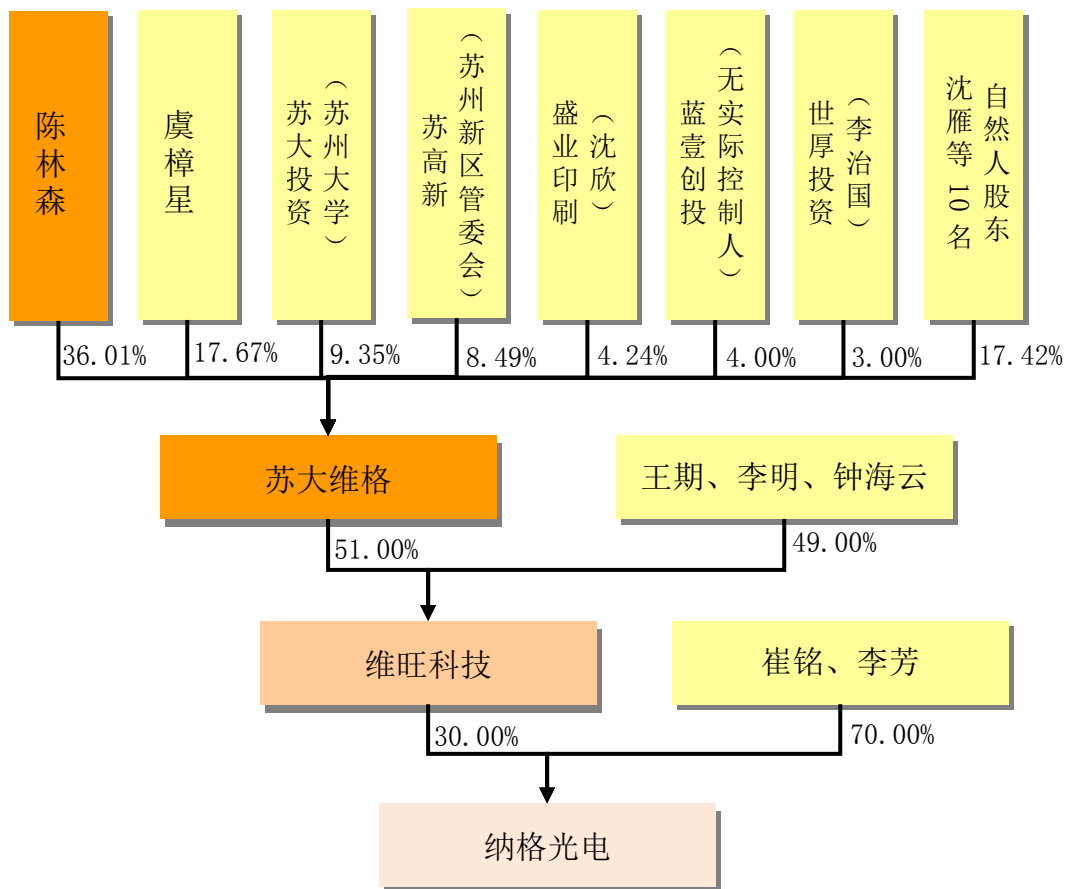 陈林森
虞樟星
苏大投资
（苏州大学）
苏高新
（苏州新区管委会）
盛业印刷
（沈欣）
蓝壹创投
（无实际控制人）
世厚投资
（李治国）
沈雁等 10 名
自然人股东
36.01%
17.67%
9.35%
8.49%
4.24%
4.00%
3.00%
17.42%
苏大维格
王期、李明、钟海云
51.00%
49.00%
维旺科技
崔铭、李芳
30.00%
70.00%
纳格光电